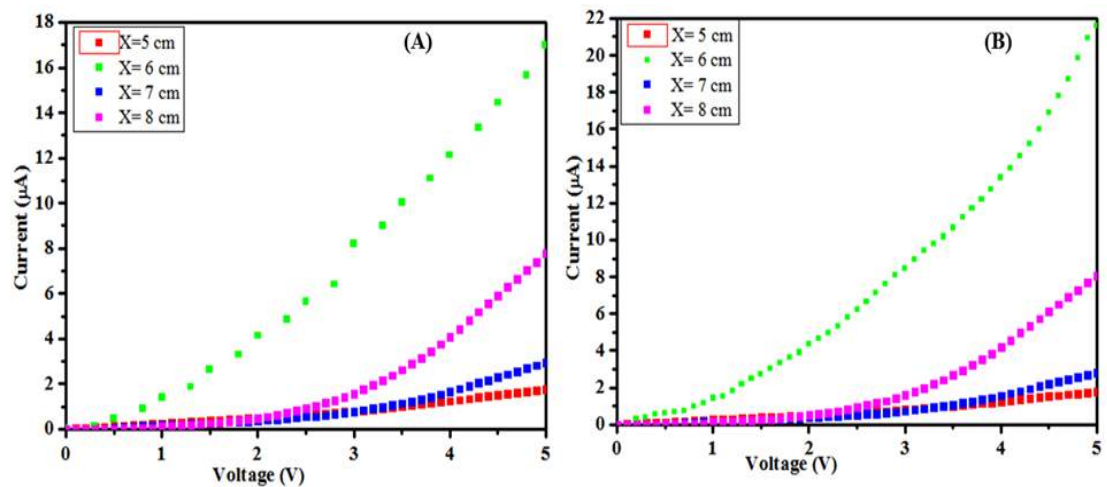 18
16
14
12
10
8
6
4
2
0
Current (μA)
X=5 cm
X= 6 cm
X= 7 cm
X= 8 cm
(A)
0 1 2 3 4 5
Voltage (V)
22
20
18
16
14
12
10
8
6
4
2
0
Current (μA)
X= 5 cm
X= 6 cm
X= 7 cm
X= 8 cm
(B)
0 1 2 3 4 5
Voltage (V)